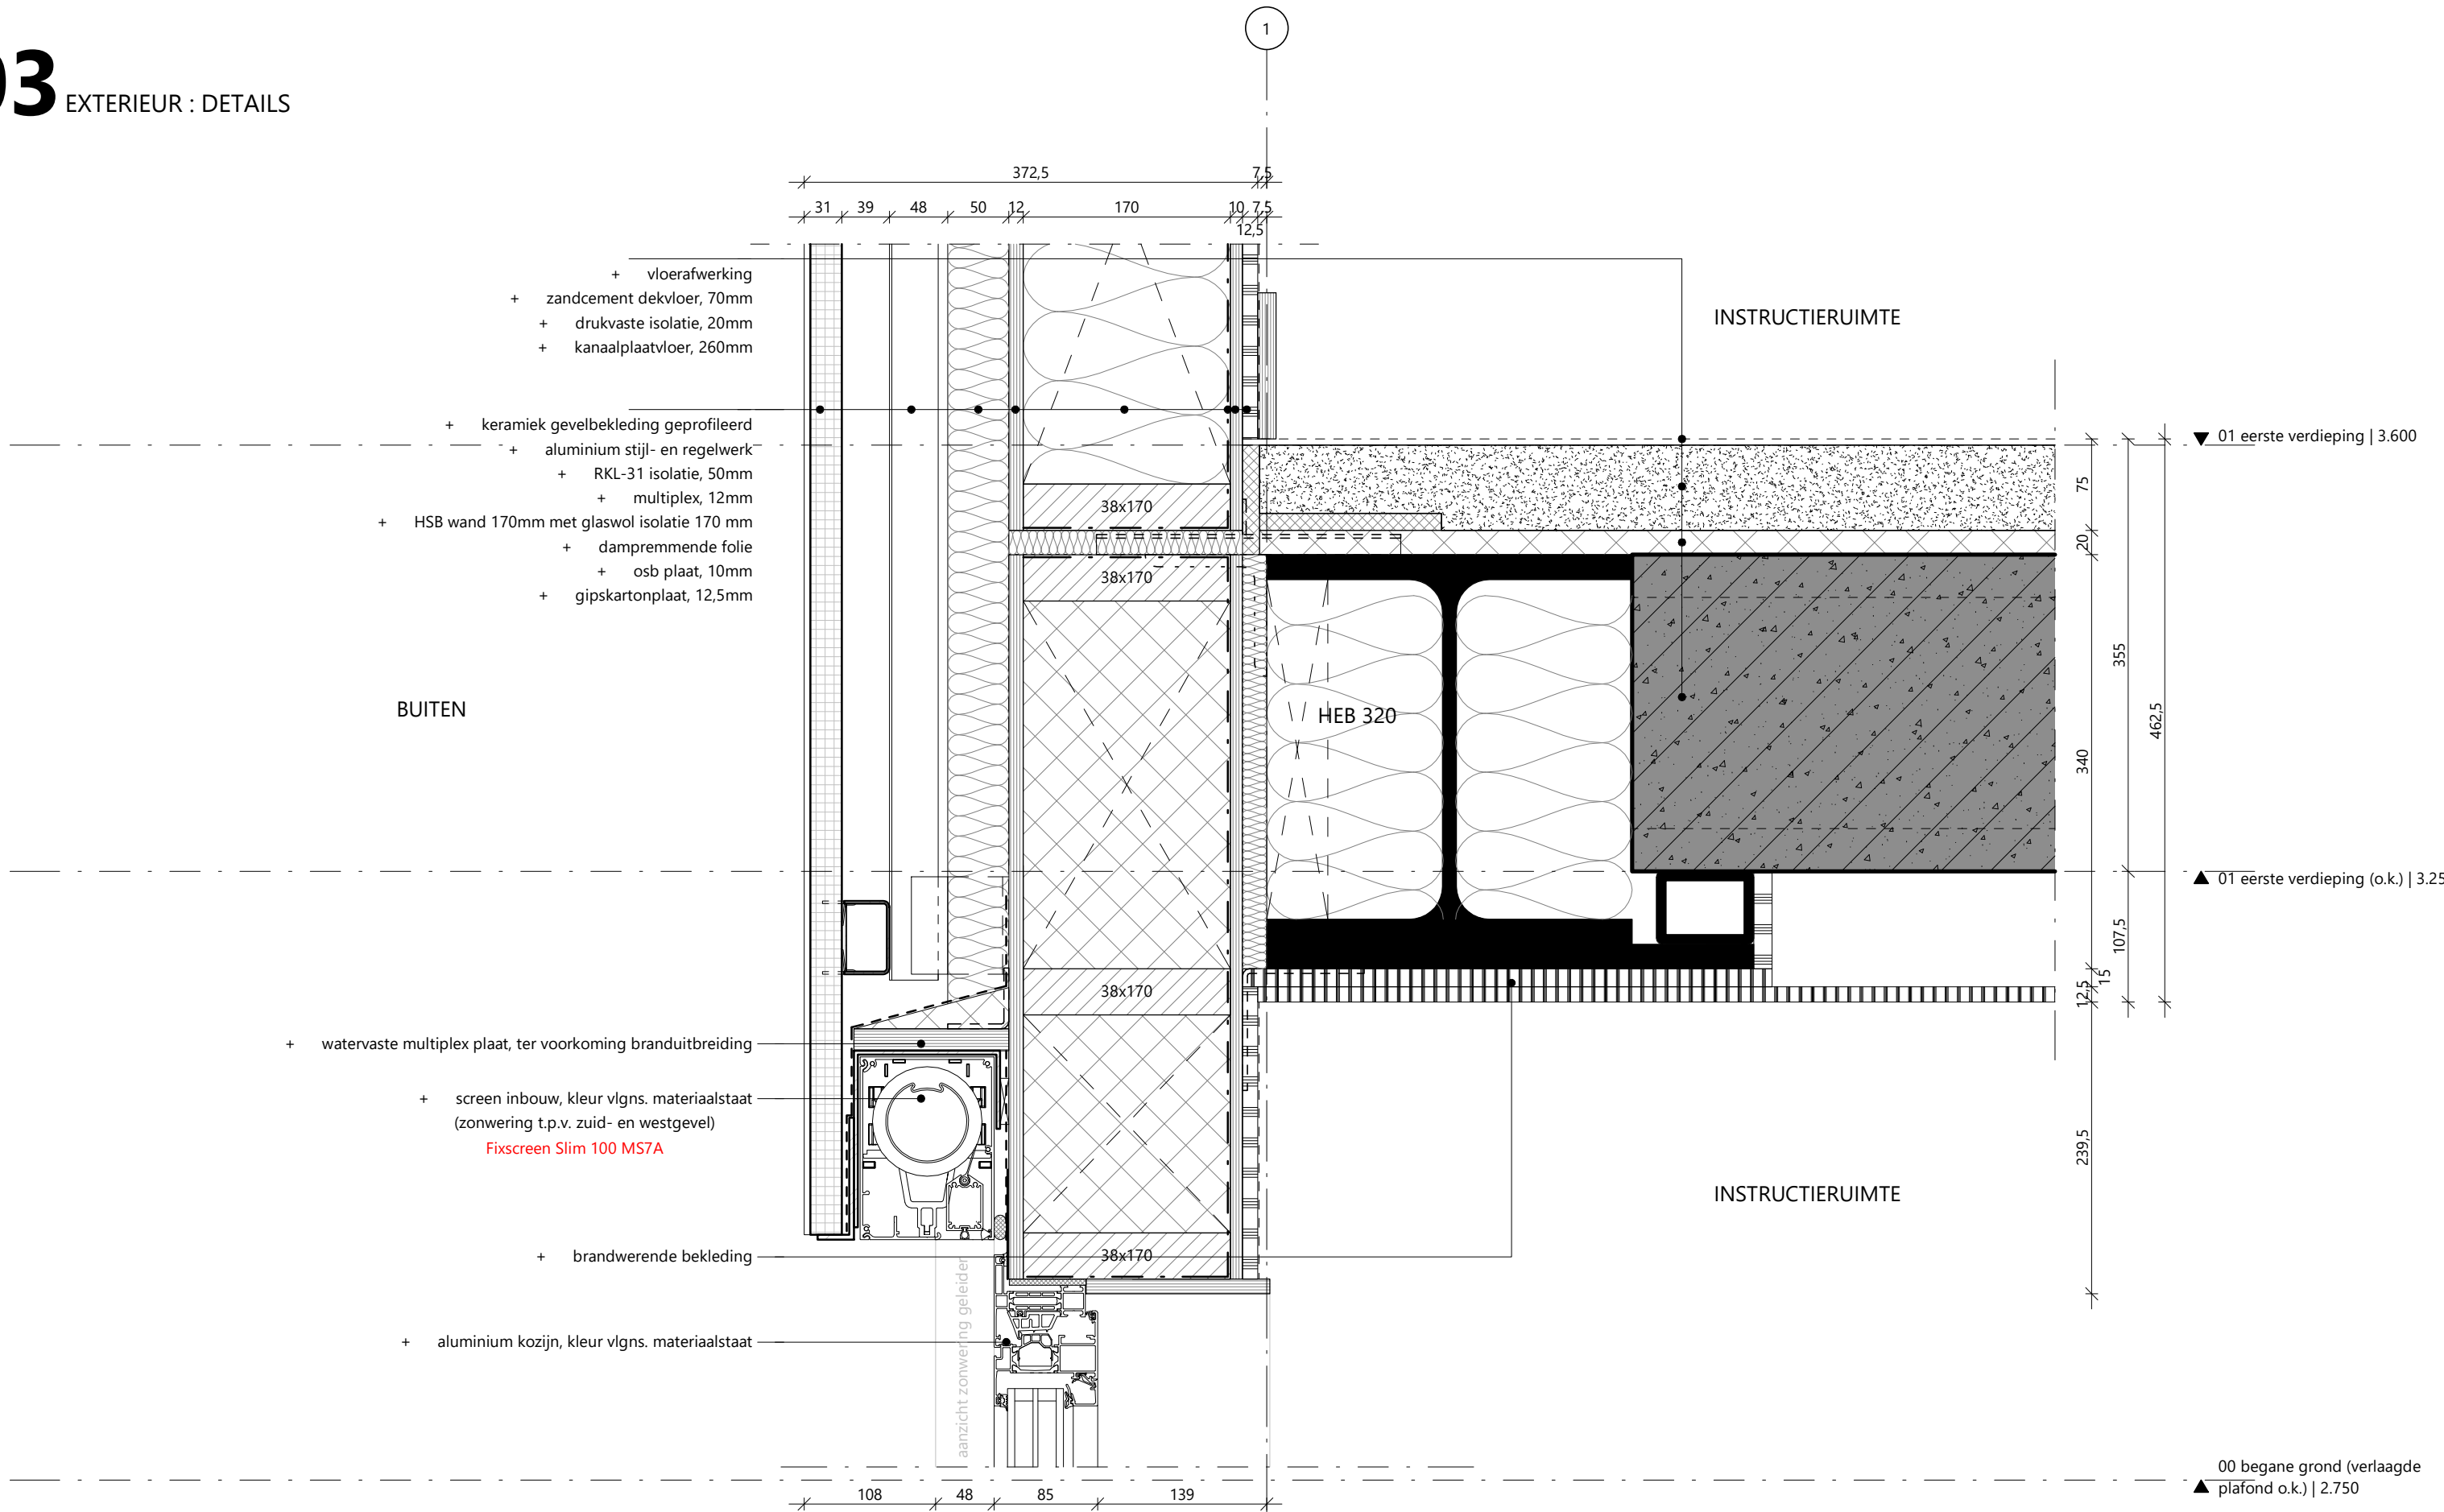 1
03 EXTERIEUR : DETAILS
372,5 7,5
31 39 48 50 12 170 10 7,5
12,5
+ vloerafwerking
+ zandcement dekvloer, 70mm
+ drukvaste isolatie, 20mm
+ kanaalplaatvloer, 260mm
INSTRUCTIERUIMTE
+ keramiek gevelbekleding geprofileerd
+ aluminium stijl- en regelwerk
+ RKL-31 isolatie, 50mm
+ multiplex, 12mm
+ HSB wand 170mm met glaswol isolatie 170 mm
+ dampremmende folie
+ osb plaat, 10mm
+ gipskartonplaat, 12,5mm
01 eerste verdieping | 3.600
38x170
38x170
75
20
340
355
462,5
BUITEN
HEB 320
01 eerste verdieping (o.k.) | 3.25
107,5
15
12,5
38x170
+ watervaste multiplex plaat, ter voorkoming branduitbreiding
+ screen inbouw, kleur vlgns. materiaalstaat
(zonwering t.p.v. zuid- en westgevel)
Fixscreen Slim 100 MS7A
239,5
INSTRUCTIERUIMTE
+ brandwerende bekleding
38x170
aanzicht zonwering geleider
+ aluminium kozijn, kleur vlgns. materiaalstaat
00 begane grond (verlaagde
plafond o.k.) | 2.750
108 48 85 139